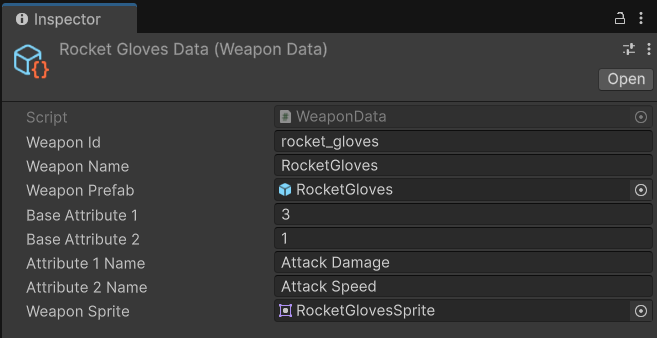 Inspector
Rocket Gloves Data (Weapon Data)
Open
Script WeaponData
Weapon Id rocket_gloves
Weapon Name RocketGloves
Weapon Prefab RocketGloves
Base Attribute 1 3
Base Attribute 2 1
Attribute 1 Name Attack Damage
Attribute 2 Name Attack Speed
Weapon Sprite RocketGlovesSprite